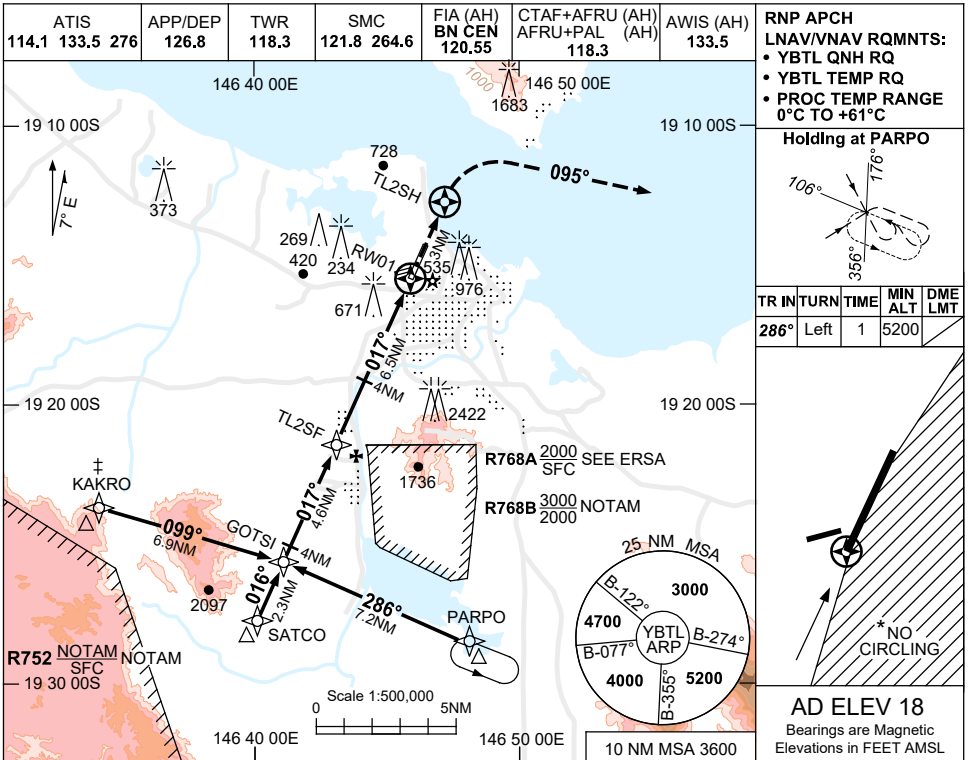 ATIS
114.1 133.5 276
APP/DEP
126.8
TWR
118.3
SMC
121.8 264.6
FIA (AH)
BN CEN
120.55
CTAF+AFRU (AH)
AFRU+PAL (AH)
118.3
AWIS (AH)
133.5
RNP APCH
LNAV/VNAV RQMNTS:
• YBTL QNH RQ
• YBTL TEMP RQ
• PROC TEMP RANGE
0°C TO +61°C
Holding at PARPO
176°
106°
356°
TR IN TURN TIME MIN ALT DME LMT
286° Left 1 5200
*NO
CIRCLING
AD ELEV 18
Bearings are Magnetic
Elevations in FEET AMSL
146 40 00E
146 50 00E
1000
1683
19 10 00S
19 10 00S
7° E
373
728
TL2SH
095°
269
234
420
RW01
535
.3NM
976
671
017°
6.5NM
4NM
19 20 00S
19 20 00S
2422
TL2SF
R768A 2000 SFC SEE ERSA
1736
R768B 3000 2000 NOTAM
‡
KAKRO
017°
4.6NM
099°
6.9NM
GOTSI
4NM
016°
2.3NM
286°
7.2NM
2097
SATCO
PARPO
R752 NOTAM SFC NOTAM
19 30 00S
25 NM MSA
3000
B-122°
4700
YBTL
ARP
B-274°
B-077°
4000
B-355°
5200
Scale 1:500,000
0 5NM
146 40 00E
146 50 00E
10 NM MSA 3600